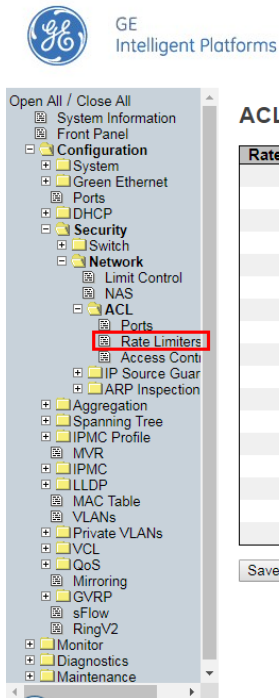 GE
Intelligent Platforms
Open All / Close All
System Information
Front Panel
Configuration
System
Green Ethernet
Ports
DHCP
Security
Switch
Network
Limit Control
NAS
ACL
Ports
Rate Limiters
Access Cont
IP Source Guar
ARP Inspection
Aggregation
Spanning Tree
IPMC Profile
MVR
IPMC
LLDP
MAC Table
VLANs
Private VLANs
VCL
QoS
Mirroring
GVRP
sFlow
RingV2
Monitor
Diagnostics
Maintenance
ACL
Rate
Save